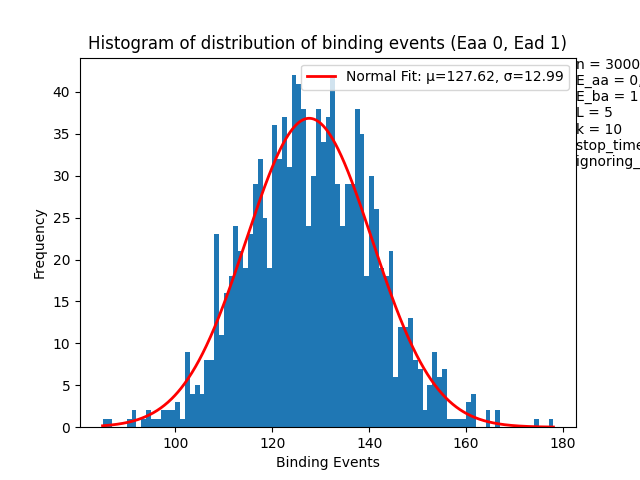 Histogram of distribution of binding events (Eaa 0, Ead 1)
Normal Fit: μ=127.62, σ=12.99
n = 3000
E_aa = 0,
E_ba = 1
L = 5
k = 10
stop_time
ignoring_
Frequency
40
35
30
25
20
15
10
5
0
100
120
140
160
180
Binding Events